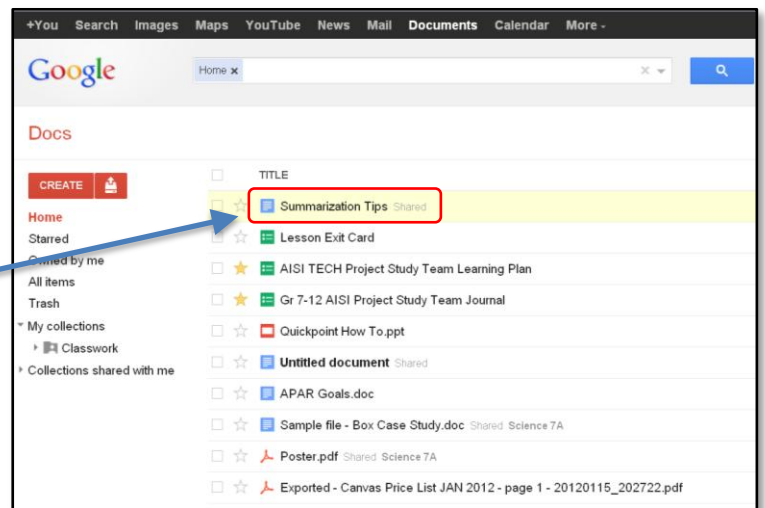 +You Search Images Maps YouTube News Mail Documents Calendar More
Google
Home x
Docs
CREATE
Home
Starred
Owned by me
All items
Trash
My collections
Classwork
Collections shared with me
TITLE
Summarization Tips Shared
Lesson Exit Card
AISI TECH Project Study Team Learning Plan
Gr 7-12 AISI Project Study Team Journal
Quickpoint How To.ppt
Untitled document Shared
APAR Goals.doc
Sample file - Box Case Study.doc Shared Science 7A
Poster.pdf Shared Science 7A
Exported - Canvas Price List JAN 2012 - page 1 - 20120115_202722.pdf